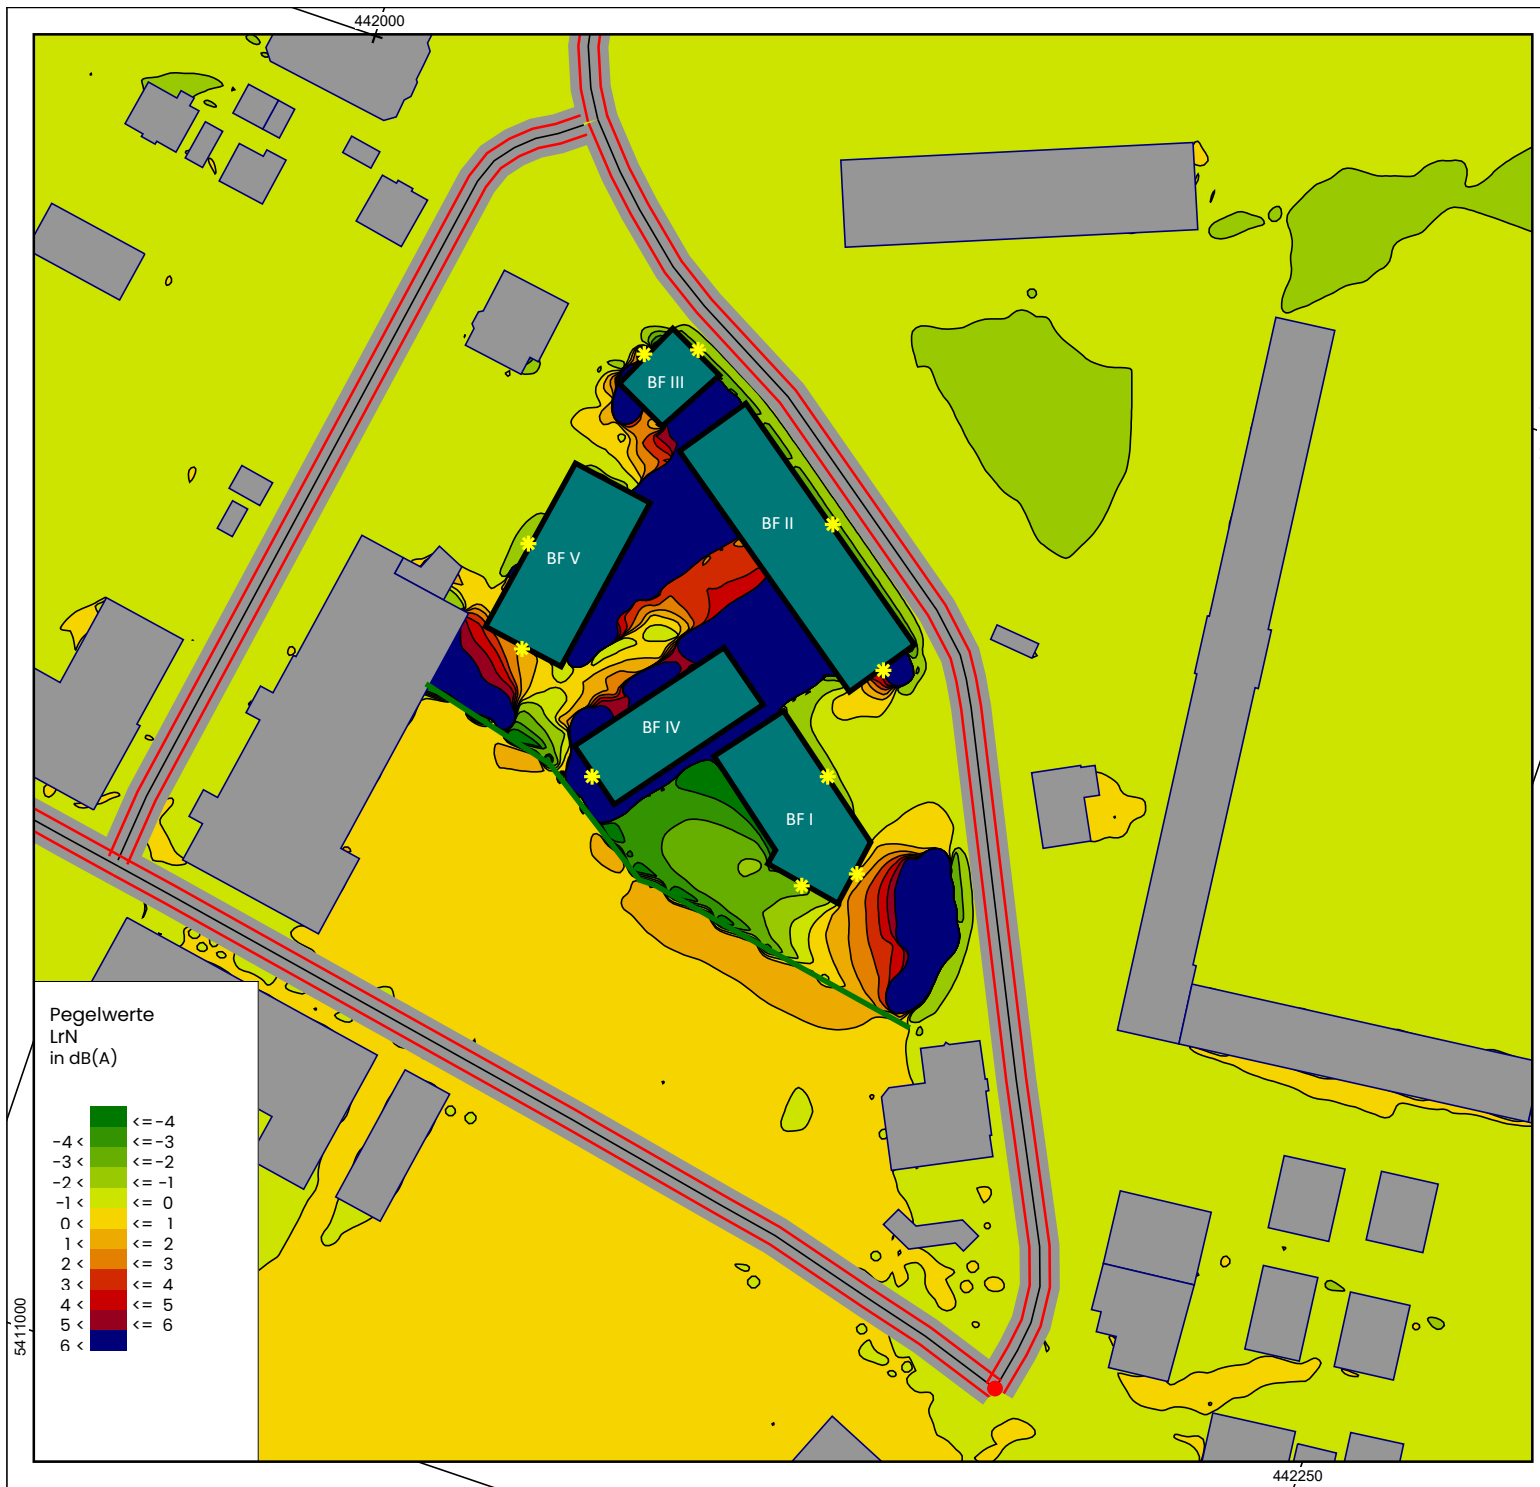 442000
BF III
BF II
BF V
BF IV
BF I
Pegelwerte
LrN
in dB(A)
<=-4
-4 < <=-3
-3 < <=-2
-2 < <= -1
-1 < <= 0
0 < <= 1
1 < <= 2
2 < <= 3
3 < <= 4
4 < <= 5
5 < <= 6
6 <
5411000
442250